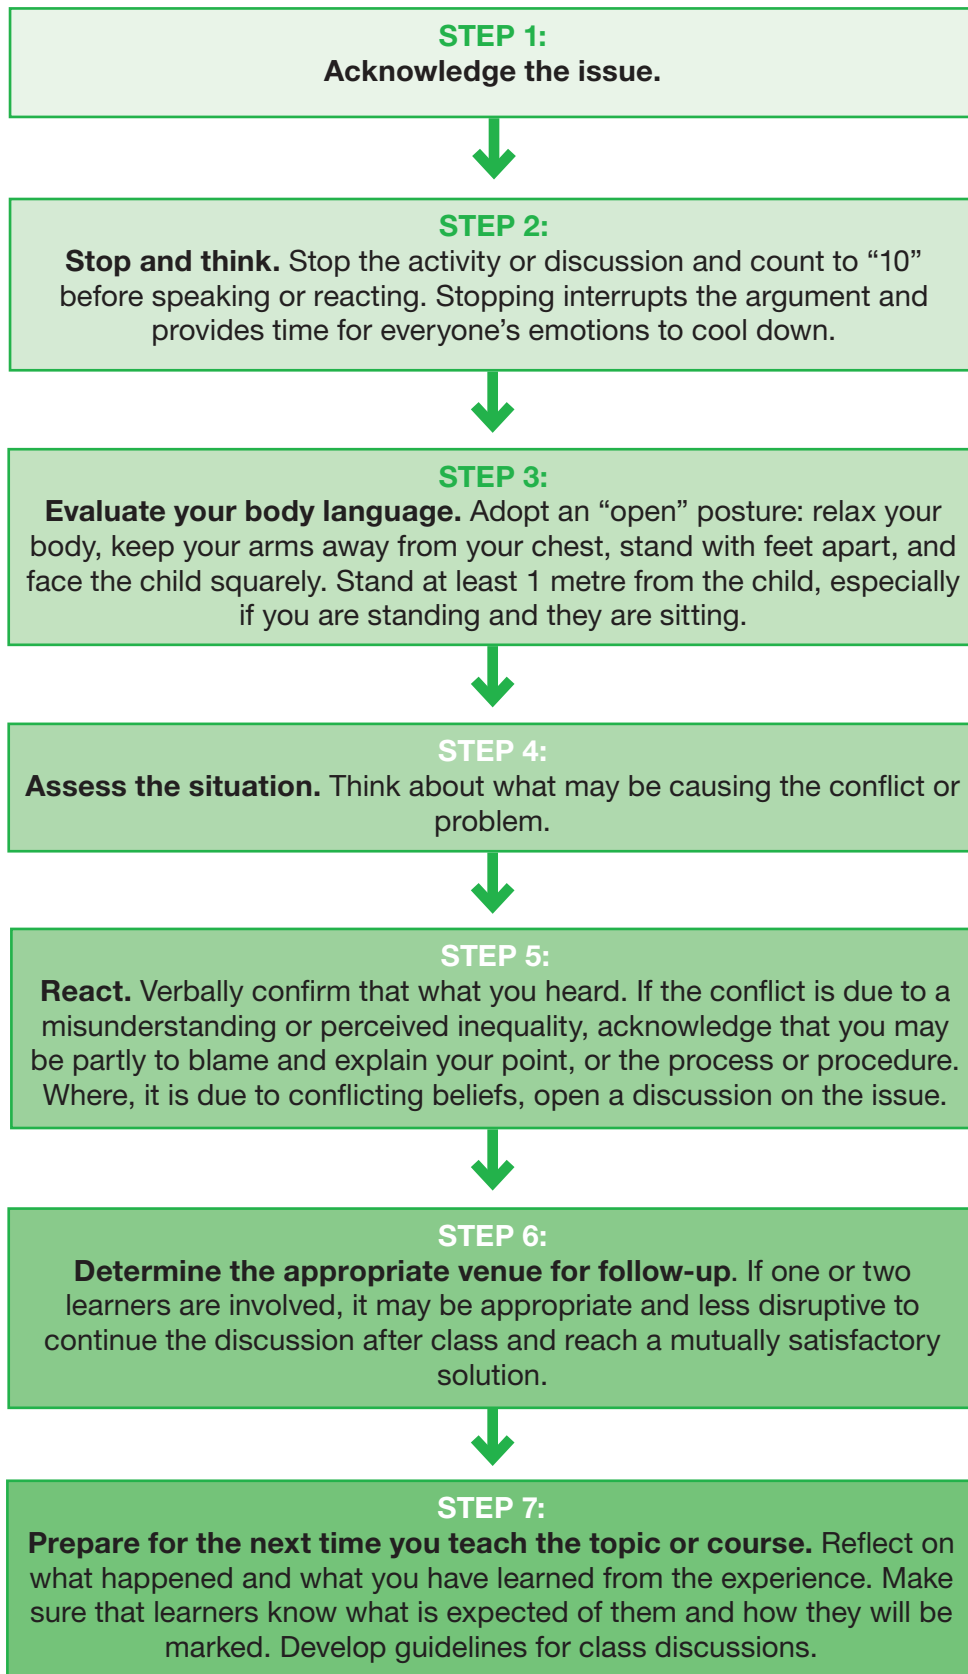 STEP 1:
Acknowledge the issue.
STEP 2:
Stop and think. Stop the activity or discussion and count to “10”
before speaking or reacting. Stopping interrupts the argument and
provides time for everyone’s emotions to cool down.
STEP 3:
Evaluate your body language. Adopt an “open” posture: relax your
body, keep your arms away from your chest, stand with feet apart, and
face the child squarely. Stand at least 1 metre from the child, especially
if you are standing and they are sitting.
STEP 4:
Assess the situation. Think about what may be causing the conflict or
problem.
STEP 5:
React. Verbally confirm that what you heard. If the conflict is due to a
misunderstanding or perceived inequality, acknowledge that you may
be partly to blame and explain your point, or the process or procedure.
Where, it is due to conflicting beliefs, open a discussion on the issue.
STEP 6:
Determine the appropriate venue for follow-up. If one or two
learners are involved, it may be appropriate and less disruptive to
continue the discussion after class and reach a mutually satisfactory
solution.
STEP 7:
Prepare for the next time you teach the topic or course. Reflect on
what happened and what you have learned from the experience. Make
sure that learners know what is expected of them and how they will be
marked. Develop guidelines for class discussions.